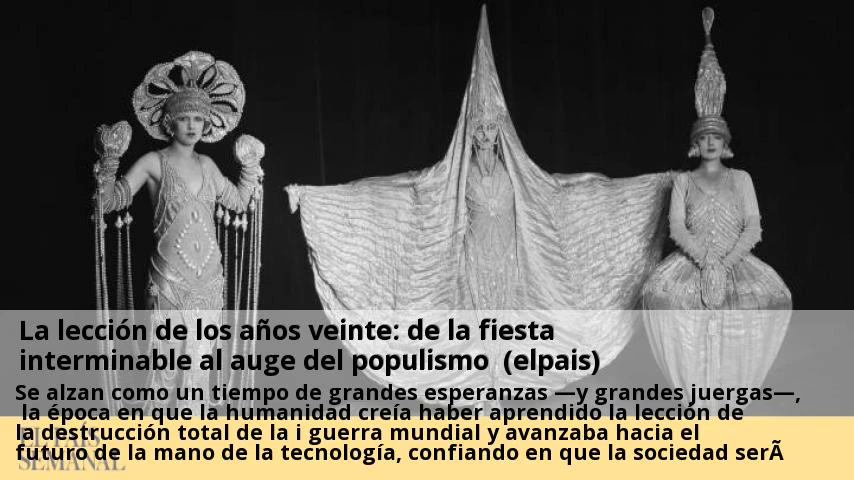 La lección de los años veinte: de la fiesta
interminable al auge del populismo (elpais)
Se alzan como un tiempo de grandes esperanzas —y grandes juergas—,
la época en que la humanidad creía haber aprendido la lección de
la destrucción total de la i guerra mundial y avanzaba hacia el
futuro de la mano de la tecnología, confiando en que la sociedad serÃ
EL PAÍS
SEMANAL